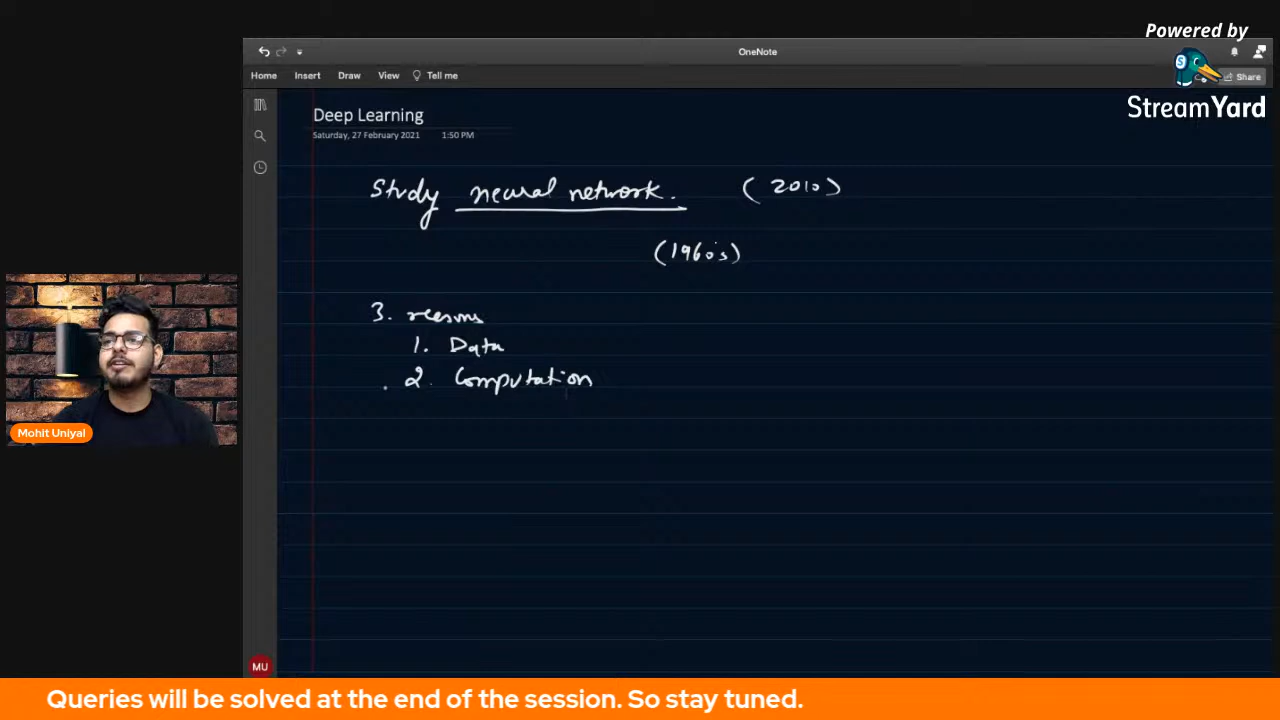 Powered by
StreamYard
OneNote
Home Insert Draw View Tell me
Share
Deep Learning
Saturday, 27 February 2021 1:50 PM
Study neural network. (2010)
(1960's)
3. reasons
1. Data
2. Computation
Mohit Uniyal
MU
Queries will be solved at the end of the session. So stay tuned.